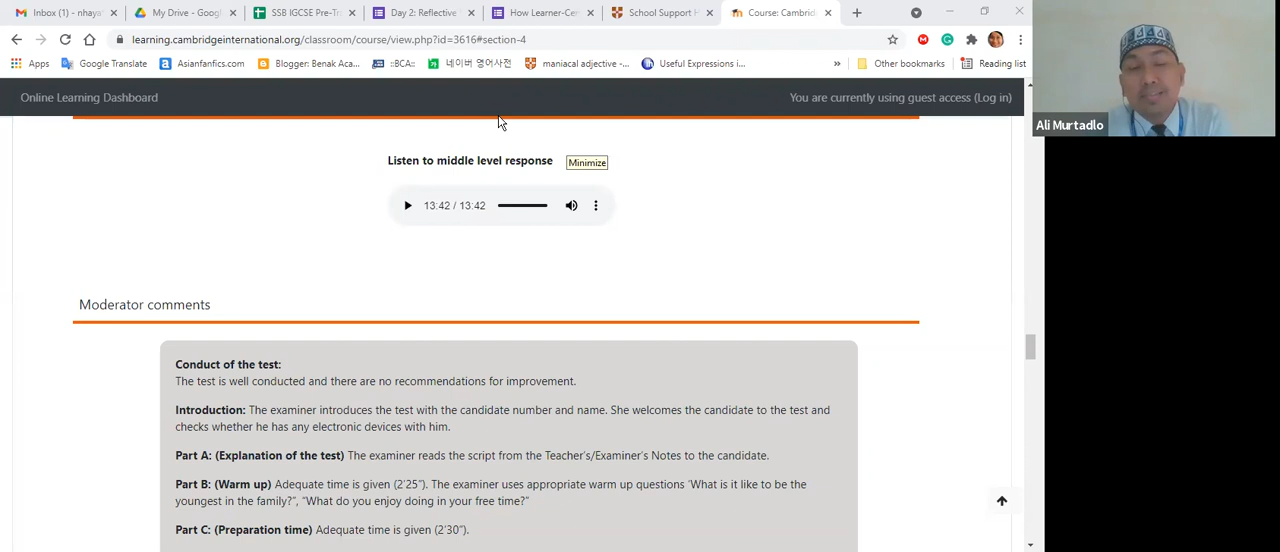 Inbox (1) - nhay
My Drive - Goog
SSB IGCSE Pre-Tr
Day 2: Reflective
How Learner-Cen
School Support H
Course: Cambrid
learning.cambridgeinternational.org/classroom/course/view.php?id=3616#section-4
Apps
Google Translate
Asianfanfics.com
Blogger: Benak Aca...
::BCA::
네이버 영어사전
maniacal adjective -...
Useful Expressions i...
»
Other bookmarks
Reading list
Online Learning Dashboard
You are currently using guest access (Log in)
Ali Murtadlo
Listen to middle level response
Minimize
13:42 / 13:42
Moderator comments
Conduct of the test:
The test is well conducted and there are no recommendations for improvement.
Introduction: The examiner introduces the test with the candidate number and name. She welcomes the candidate to the test and
checks whether he has any electronic devices with him.
Part A: (Explanation of the test) The examiner reads the script from the Teacher's/Examiner's Notes to the candidate.
Part B: (Warm up) Adequate time is given (2'25"). The examiner uses appropriate warm up questions 'What is it like to be the
youngest in the family?", "What do you enjoy doing in your free time?"
Part C: (Preparation time) Adequate time is given (2'30").